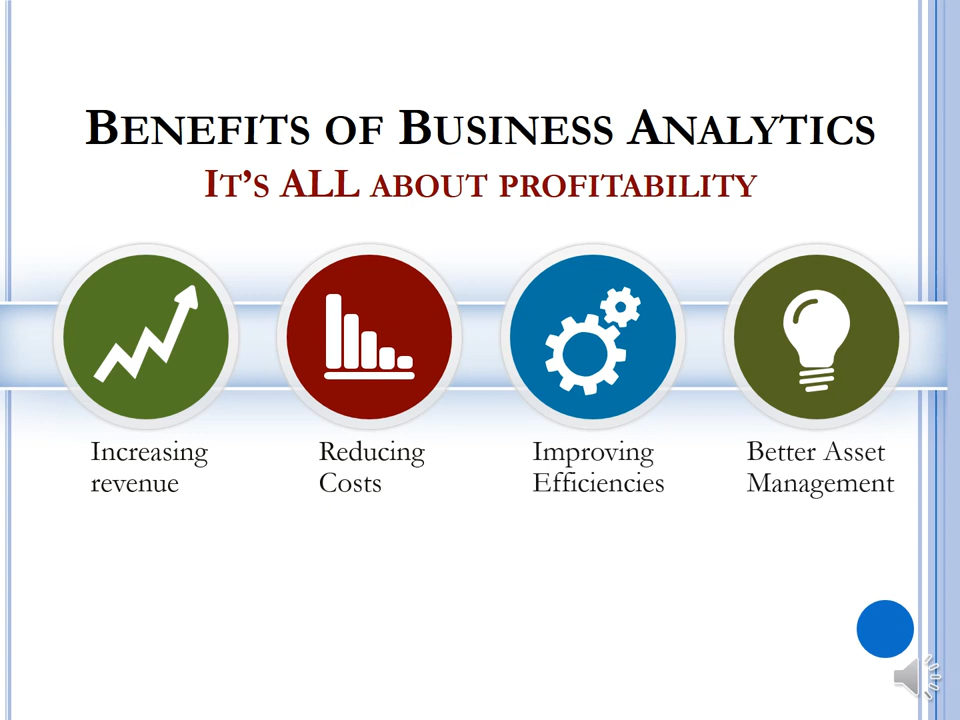 Benefits of Business Analytics
It's ALL about profitability
Increasing
revenue
Reducing
Costs
Improving
Efficiencies
Better Asset
Management